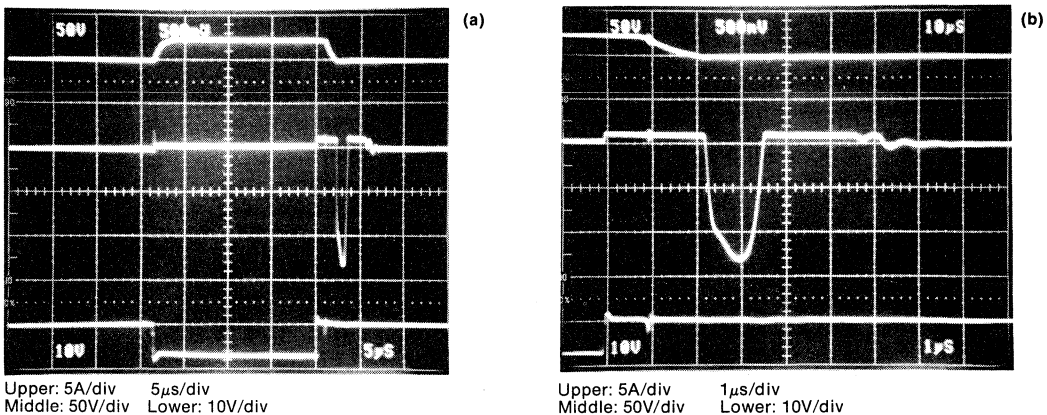 (a)
50V 500mV
10V 5µS
Upper: 5A/div 5µs/div
Middle: 50V/div Lower: 10V/div
(b)
50V 500mV 10µS
10V 1µS
Upper: 5A/div 1µs/div
Middle: 50V/div Lower: 10V/div